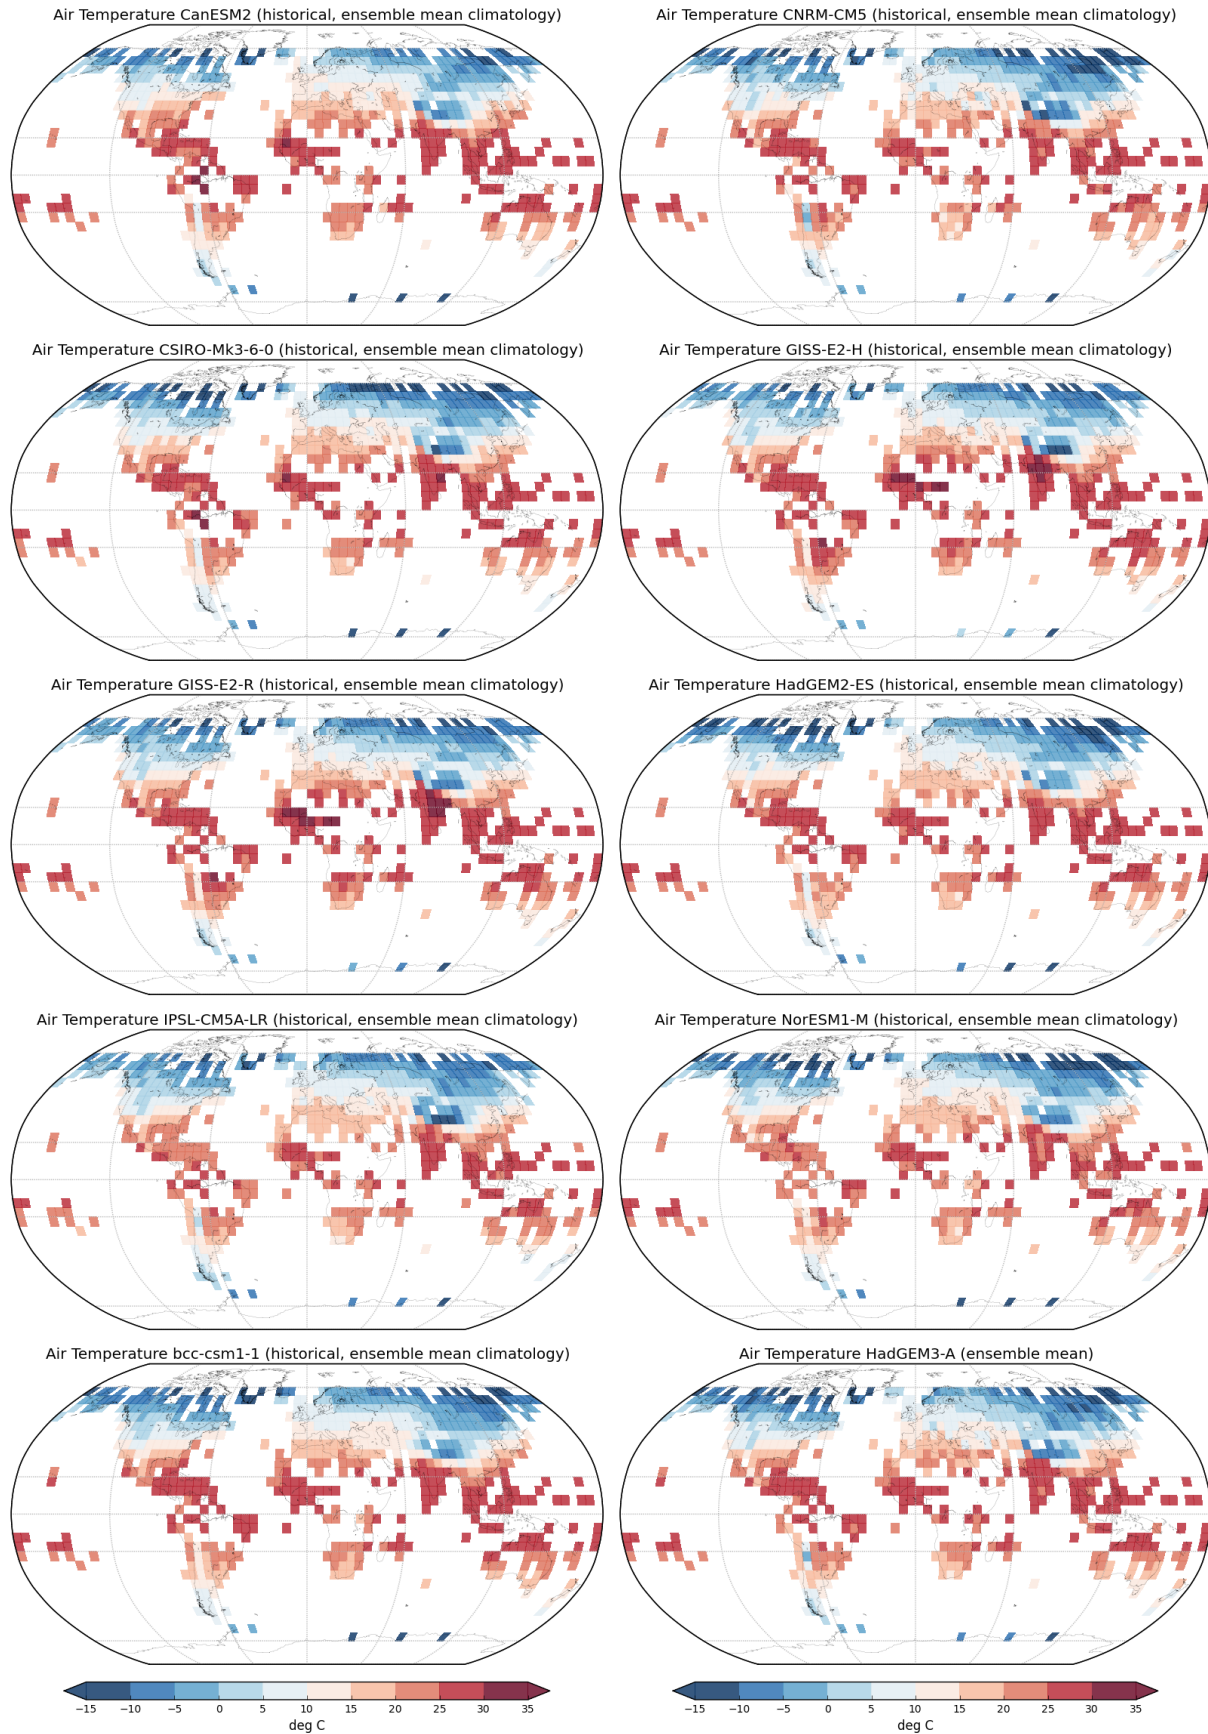 Air Temperature CanESM2 (historical, ensemble mean climatology)
Air Temperature CNRM-CM5 (historical, ensemble mean climatology)
Air Temperature CSIRO-Mk3-6-0 (historical, ensemble mean climatology)
Air Temperature GISS-E2-H (historical, ensemble mean climatology)
Air Temperature GISS-E2-R (historical, ensemble mean climatology)
Air Temperature HadGEM2-ES (historical, ensemble mean climatology)
Air Temperature IPSL-CM5A-LR (historical, ensemble mean climatology)
Air Temperature NorESM1-M (historical, ensemble mean climatology)
Air Temperature bcc-csm1-1 (historical, ensemble mean climatology)
Air Temperature HadGEM3-A (ensemble mean)
−15 −10 −5 0 5 10 15 20 25 30 35
deg C
−15 −10 −5 0 5 10 15 20 25 30 35
deg C